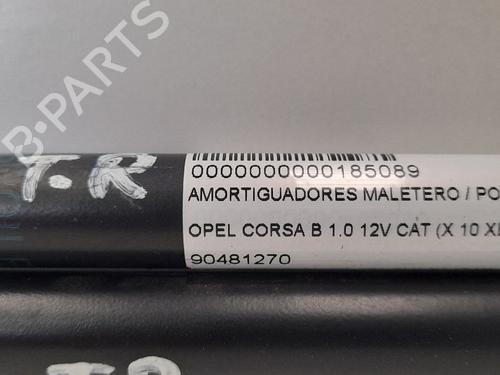 B-PARTS
T.R
0000000000185089
AMORTIGUADORES MALETERO / PO
OPEL CORSA B 1.0 12V CAT (X 10 X
90481270